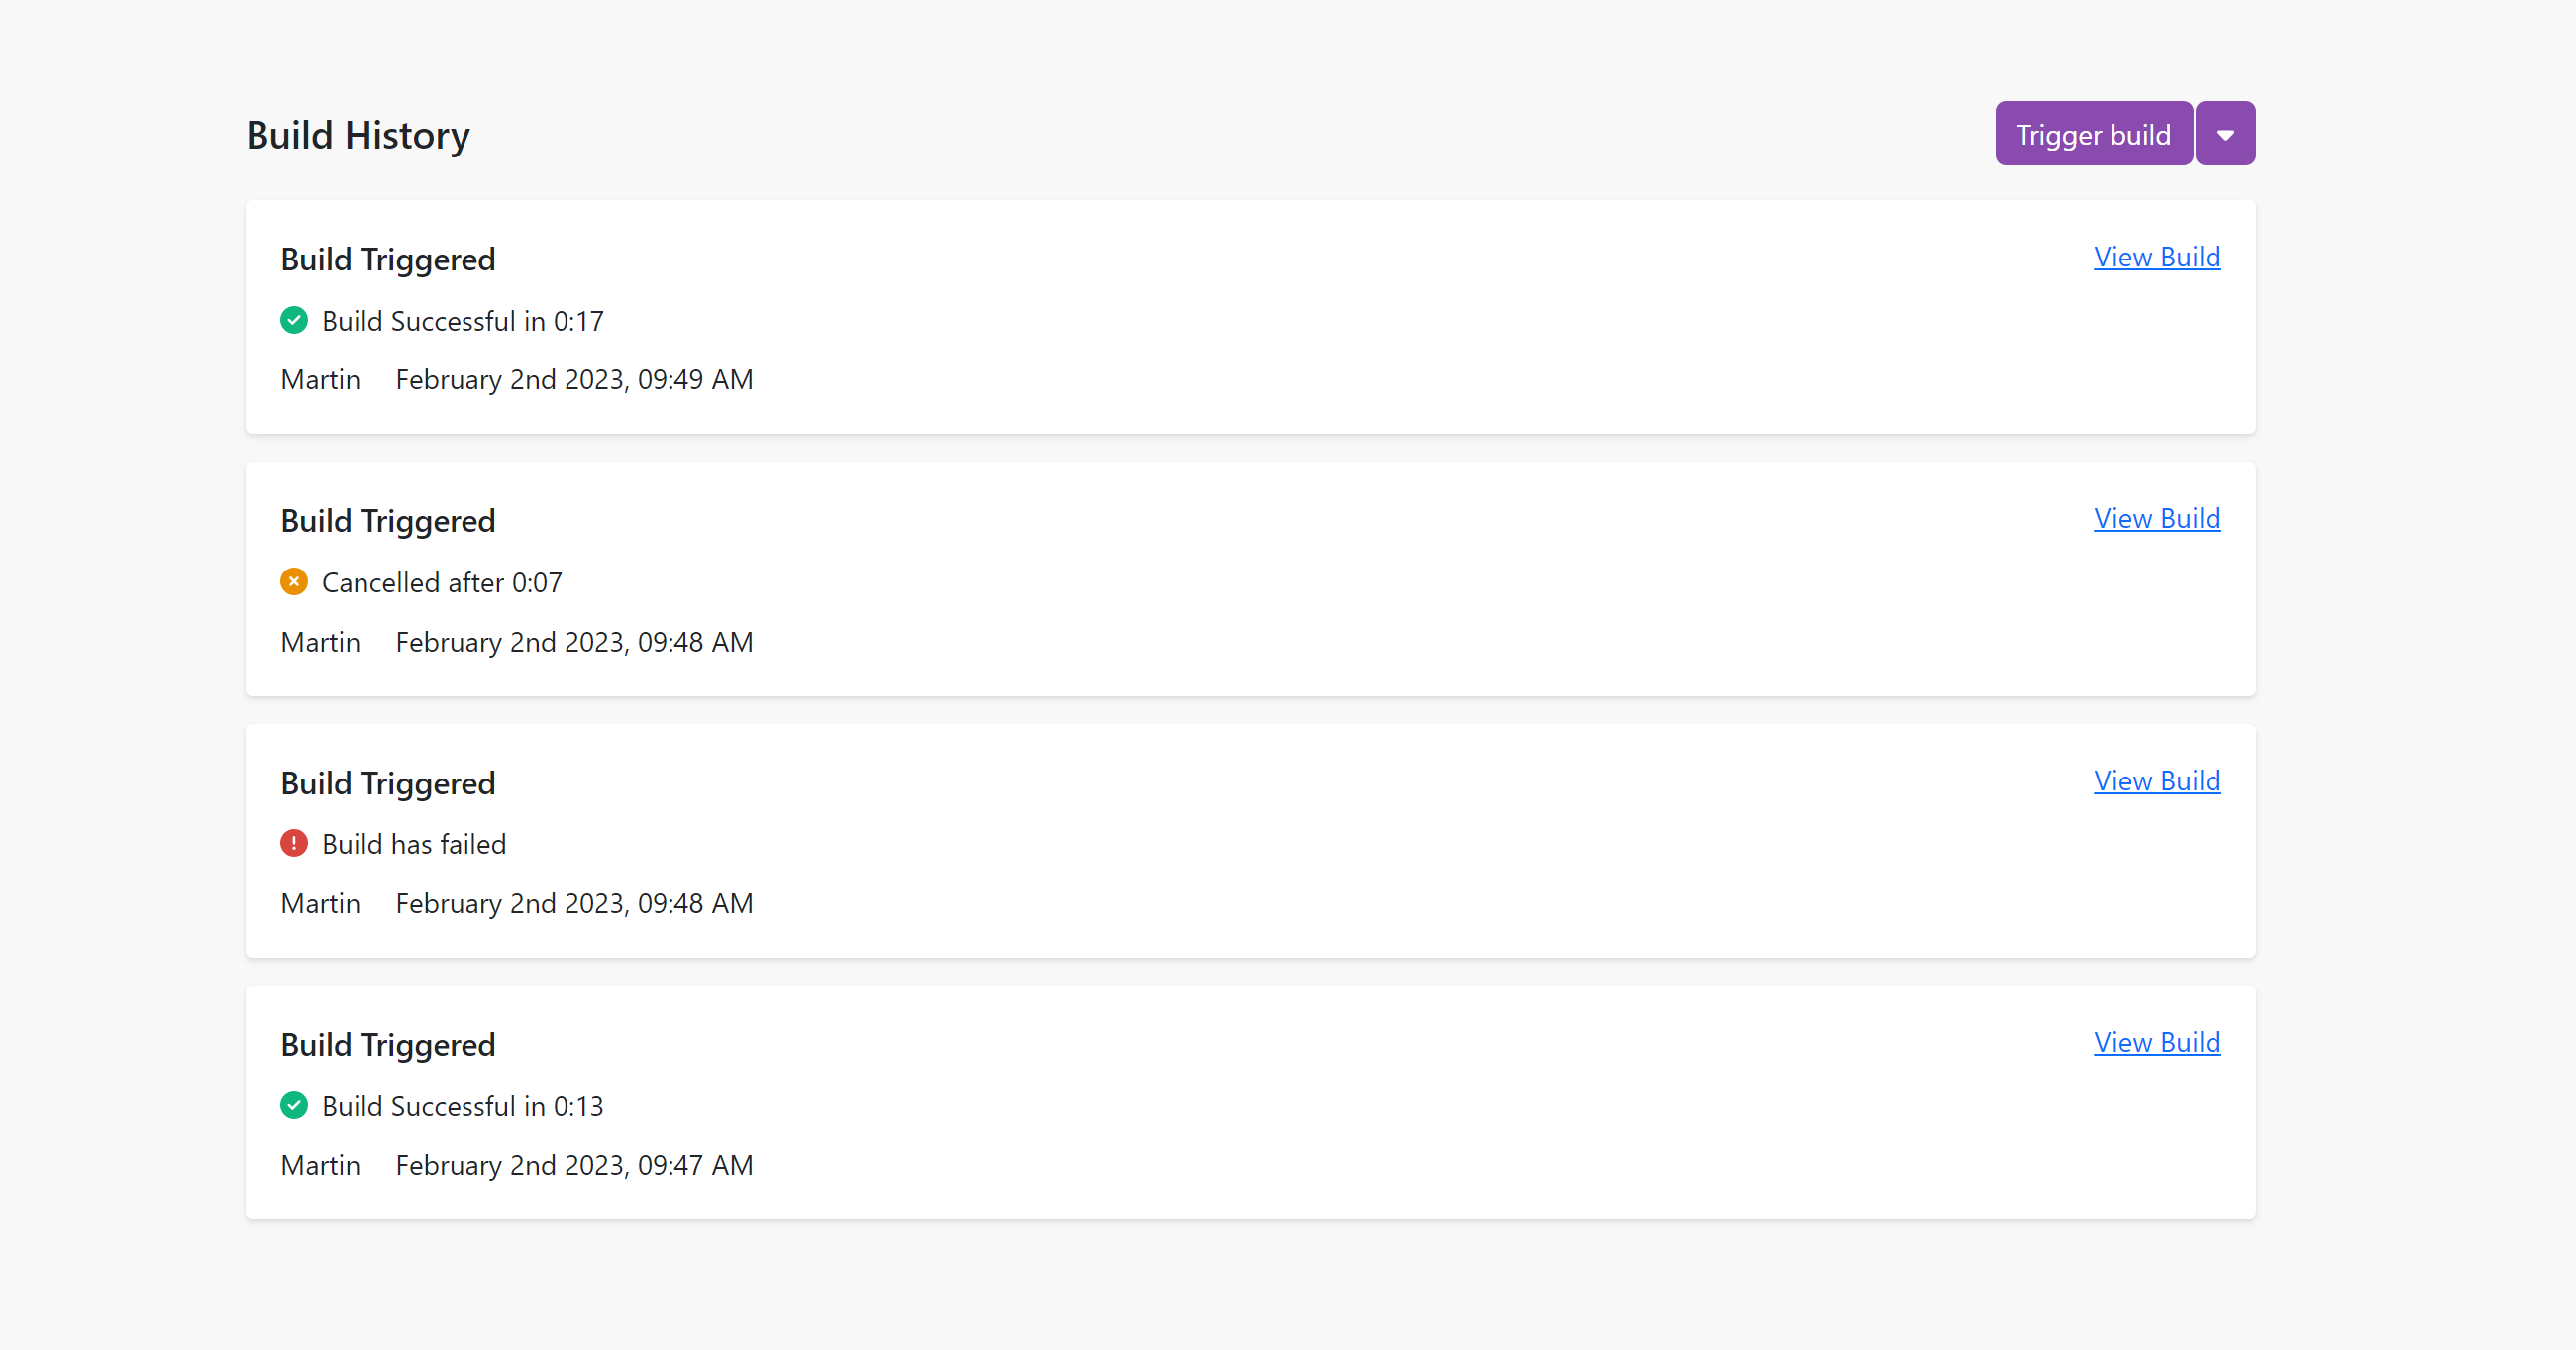 Build History
Trigger build
Build Triggered
View Build
Build Successful in 0:17
Martin February 2nd 2023, 09:49 AM
Build Triggered
View Build
Cancelled after 0:07
Martin February 2nd 2023, 09:48 AM
Build Triggered
View Build
Build has failed
Martin February 2nd 2023, 09:48 AM
Build Triggered
View Build
Build Successful in 0:13
Martin February 2nd 2023, 09:47 AM